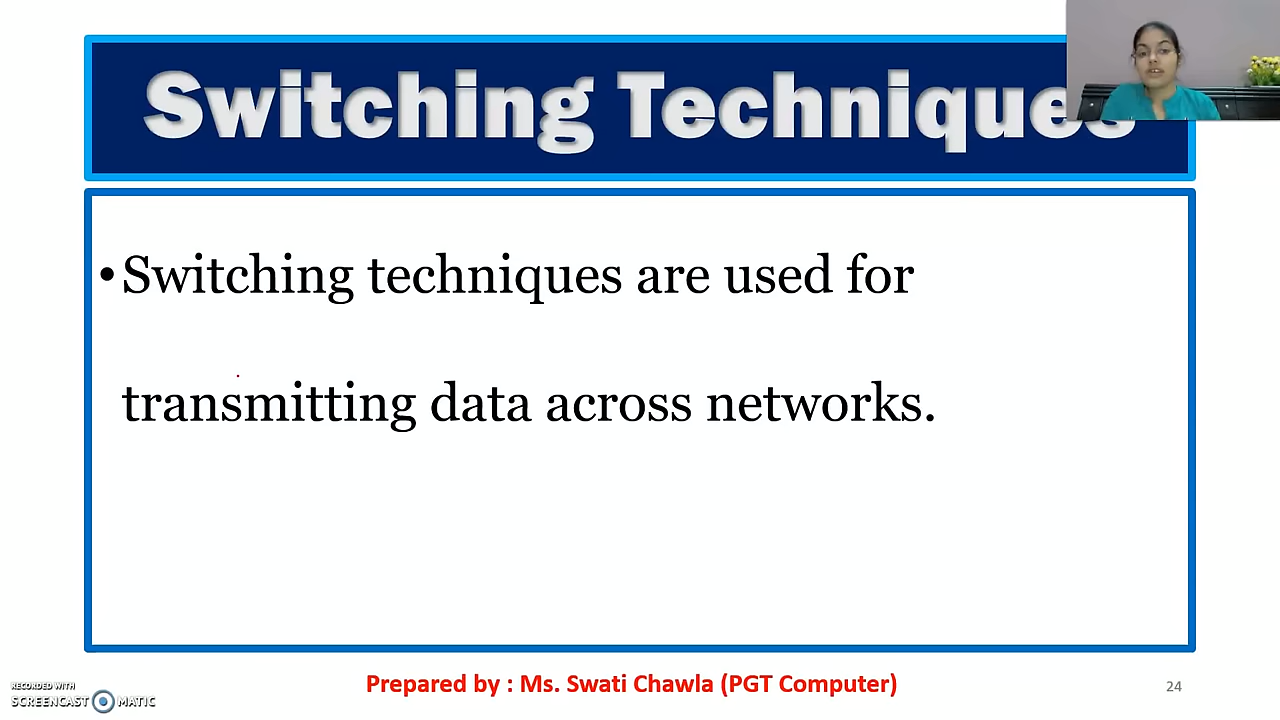 Switching Techniques
•Switching techniques are used for
transmitting data across networks.
Prepared by : Ms. Swati Chawla (PGT Computer)
24
RECORDED WITH
SCREENCAST MATIC